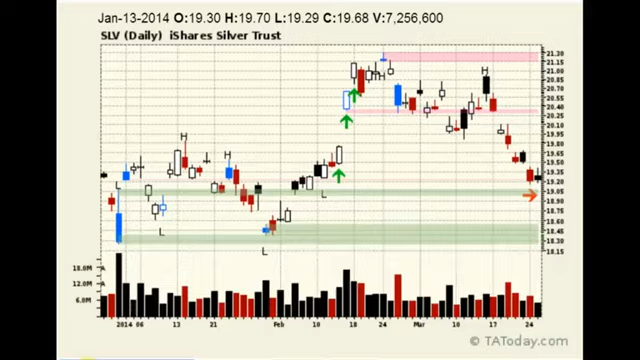 Jan-13-2014 O:19.30 H:19.70 L:19.29 C:19.68 V:7,256,600
SLV (Daily) iShares Silver Trust
21.30
21.15
21.00
20.85
20.70
20.55
20.40
20.25
20.10
19.95
19.80
19.65
19.50
19.35
19.20
19.05
18.90
18.75
18.60
18.45
18.30
18.15
H
H
H
H
L
L
L
L
18.0M
12.0M
6.0M
2014 06 13 21 Feb 10 18 24 Mar 10 17 24
© TAToday.com